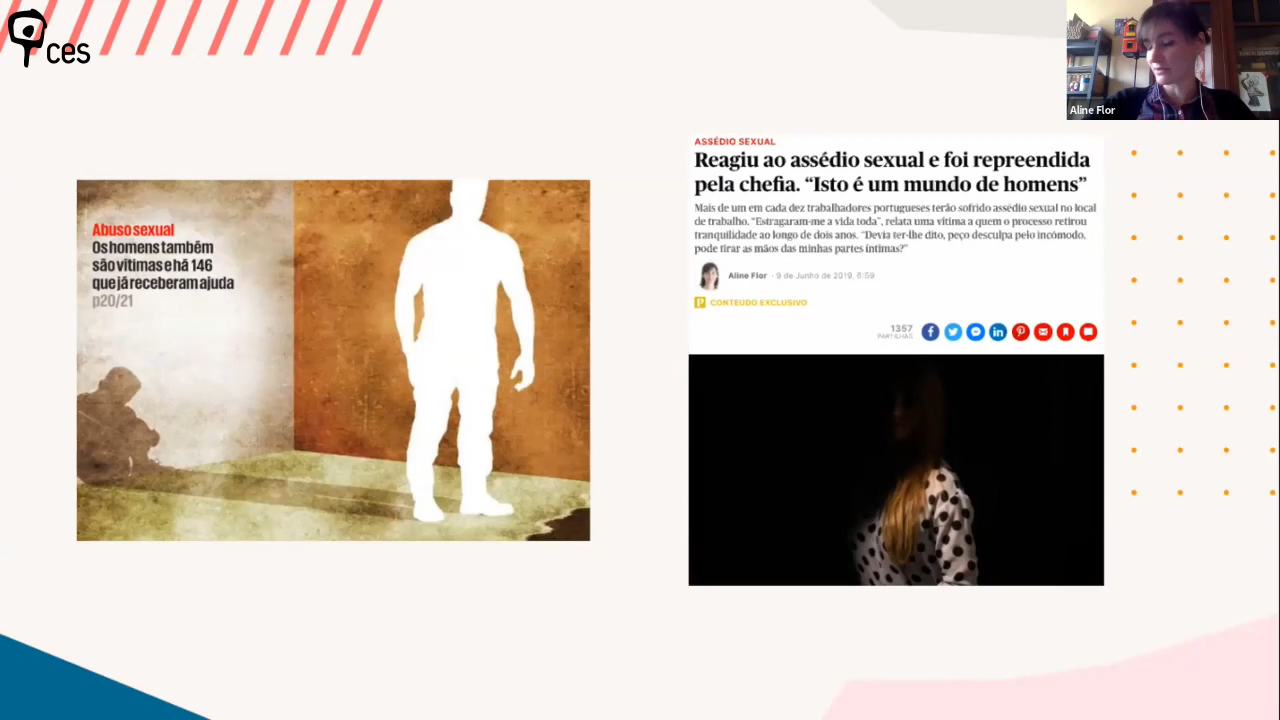 ces
Aline Flor
Abuso sexual
Os homens também
são vítimas e há 146
que já receberam ajuda
p20/21
ASSÉDIO SEXUAL
Reagiu ao assédio sexual e foi repreendida
pela chefia. “Isto é um mundo de homens”
Mais de um em cada dez trabalhadores portugueses terão sofrido assédio sexual no local
de trabalho. “Estragaram-me a vida toda”, relata uma vítima a quem o processo retirou
tranquilidade ao longo de dois anos. “Devia ter-lhe dito, peço desculpa pelo incómodo,
pode tirar as mãos das minhas partes íntimas?”
Aline Flor · 9 de Junho de 2019, 6:59
P CONTEÚDO EXCLUSIVO
1357
PARTILHAS